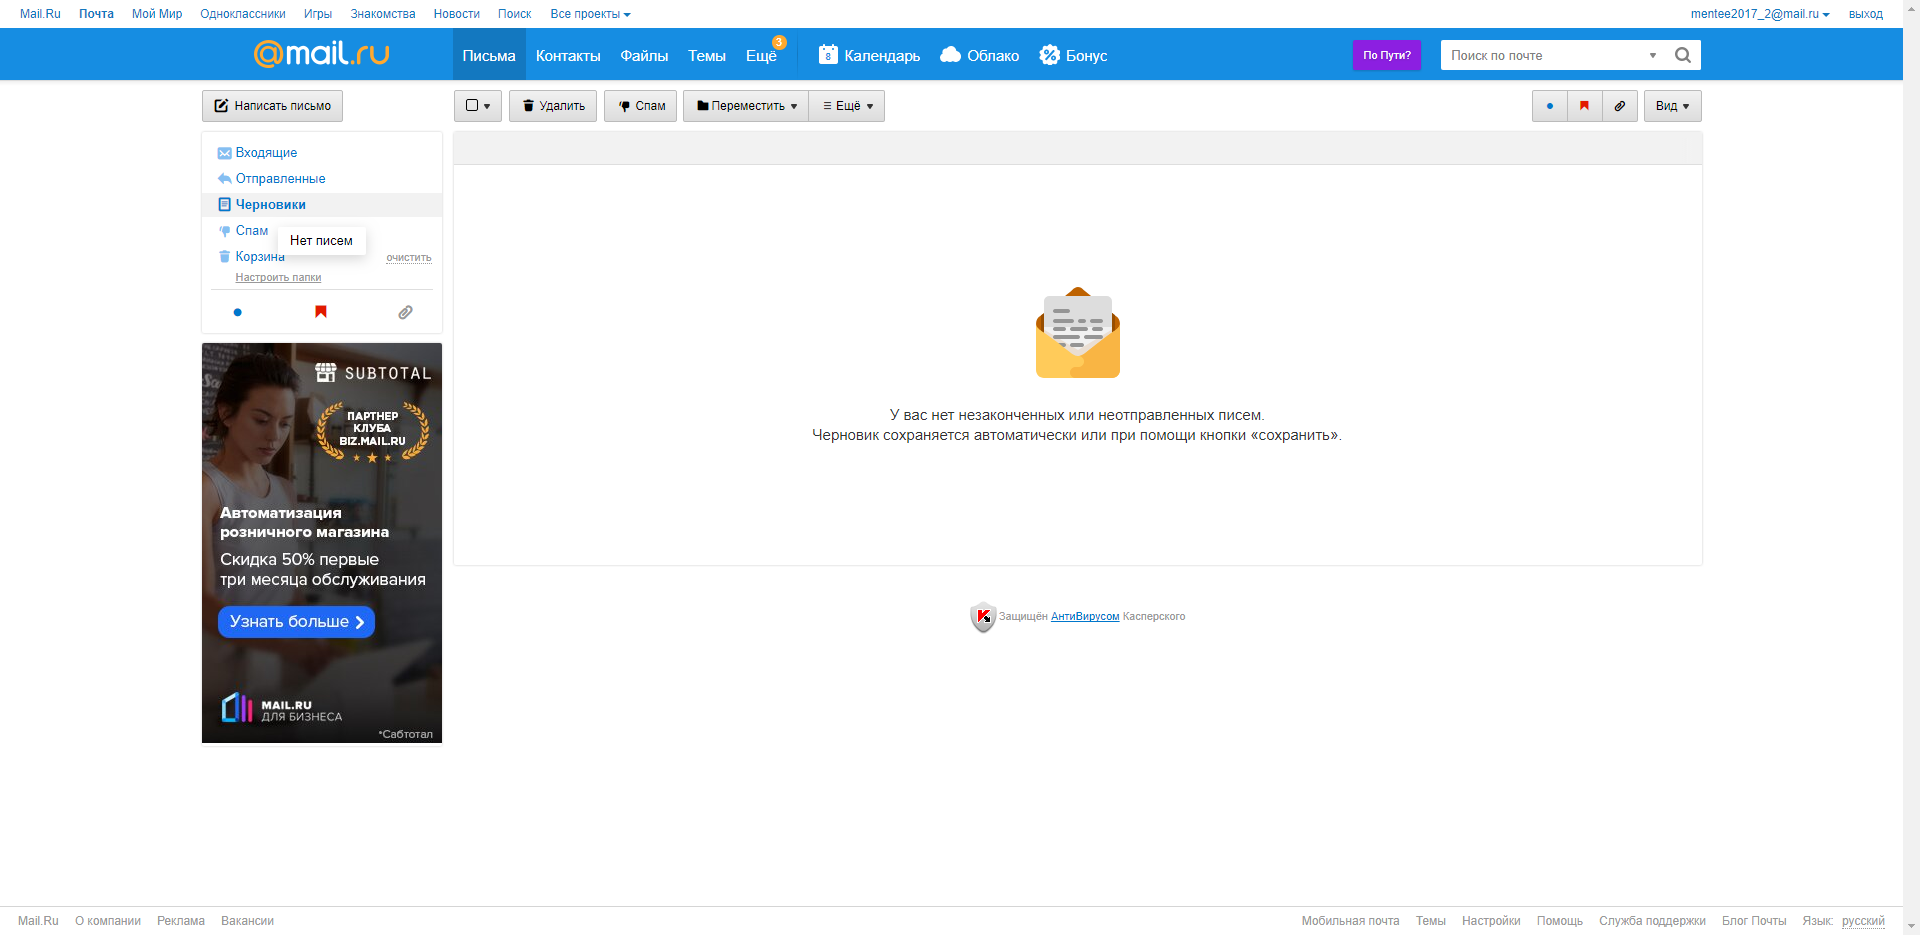 Mail.Ru Почта Мой Мир Одноклассники Игры Знакомства Новости Поиск Все проекты mentee2017_2@mail.ru выход
@mail.ru Письма Контакты Файлы Темы Ещё 3 8 Календарь Облако Бонус По Пути? Поиск по почте
Написать письмо Удалить Спам Переместить Ещё Вид
Входящие
Отправленные
Черновики
Спам
Нет писем
Корзина очистить
Настроить папки
У вас нет незаконченных или неотправленных писем.
Черновик сохраняется автоматически или при помощи кнопки «сохранить».
SUBTOTAL
ПАРТНЕР
КЛУБА
BIZ.MAIL.RU
Автоматизация
розничного магазина
Скидка 50% первые
три месяца обслуживания
Узнать больше
MAIL.RU
ДЛЯ БИЗНЕСА
*Сабтотал
Защищён АнтиВирусом Касперского
Mail.Ru О компании Реклама Вакансии Мобильная почта Темы Настройки Помощь Служба поддержки Блог Почты Язык: русский